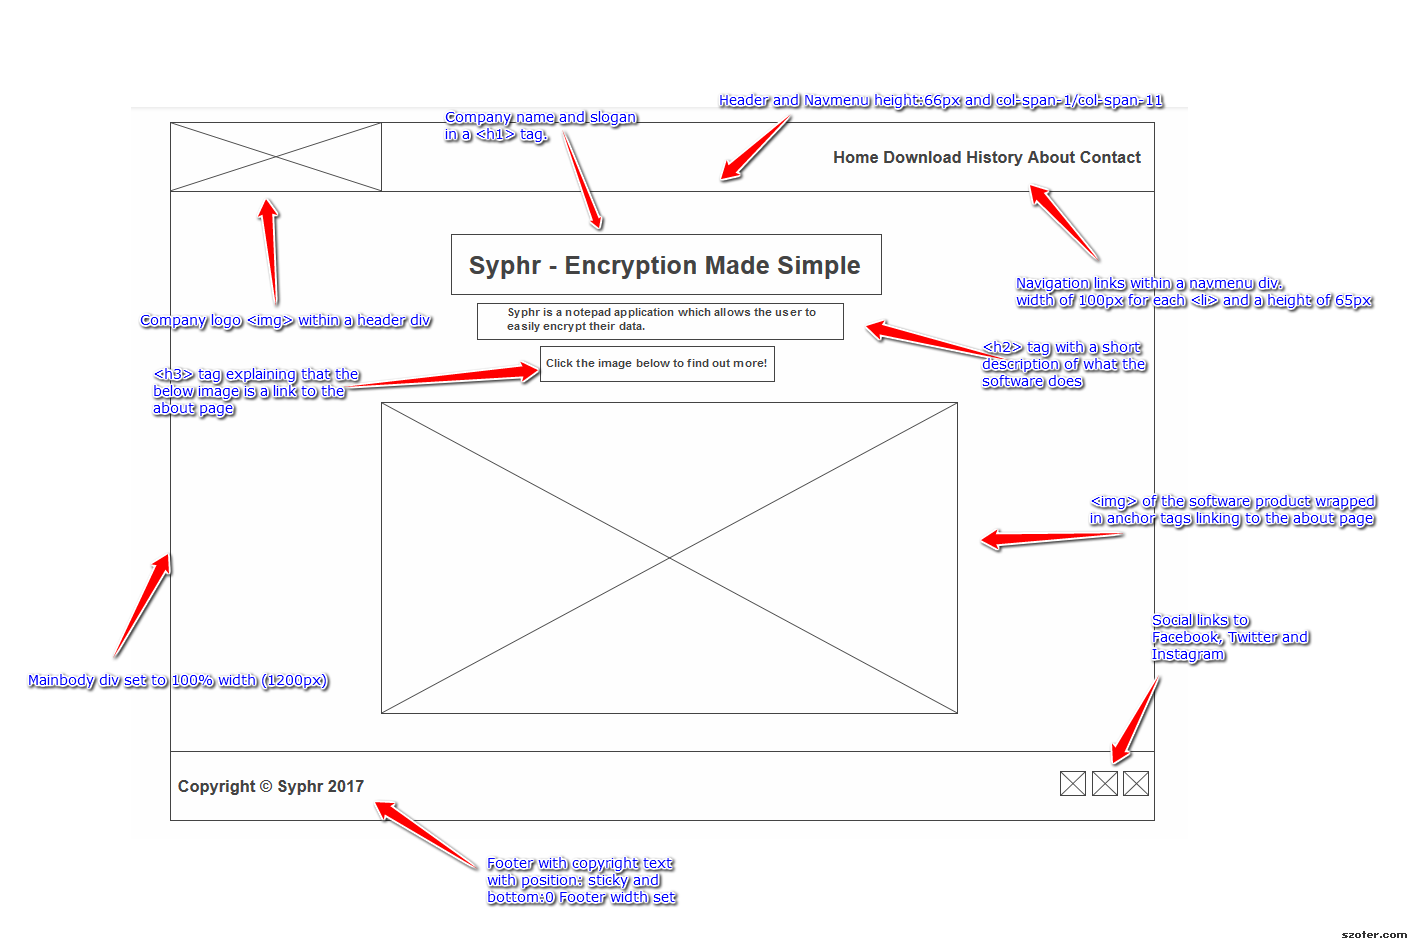 Header and Navmenu height:66px and col-span-1/col-span-11
Company name and slogan
in a <h1> tag.
Home Download History About Contact
Syphr - Encryption Made Simple
Navigation links within a navmenu div.
width of 100px for each <li> and a height of 65px
Company logo <img> within a header div
Syphr is a notepad application which allows the user to
easily encrypt their data.
<h2> tag with a short
description of what the
software does
Click the image below to find out more!
<h3> tag explaining that the
below image is a link to the
about page
<img> of the software product wrapped
in anchor tags linking to the about page
Social links to
Facebook, Twitter and
Instagram
Mainbody div set to 100% width (1200px)
Copyright © Syphr 2017
Footer with copyright text
with position: sticky and
bottom:0 Footer width set
szoter.com